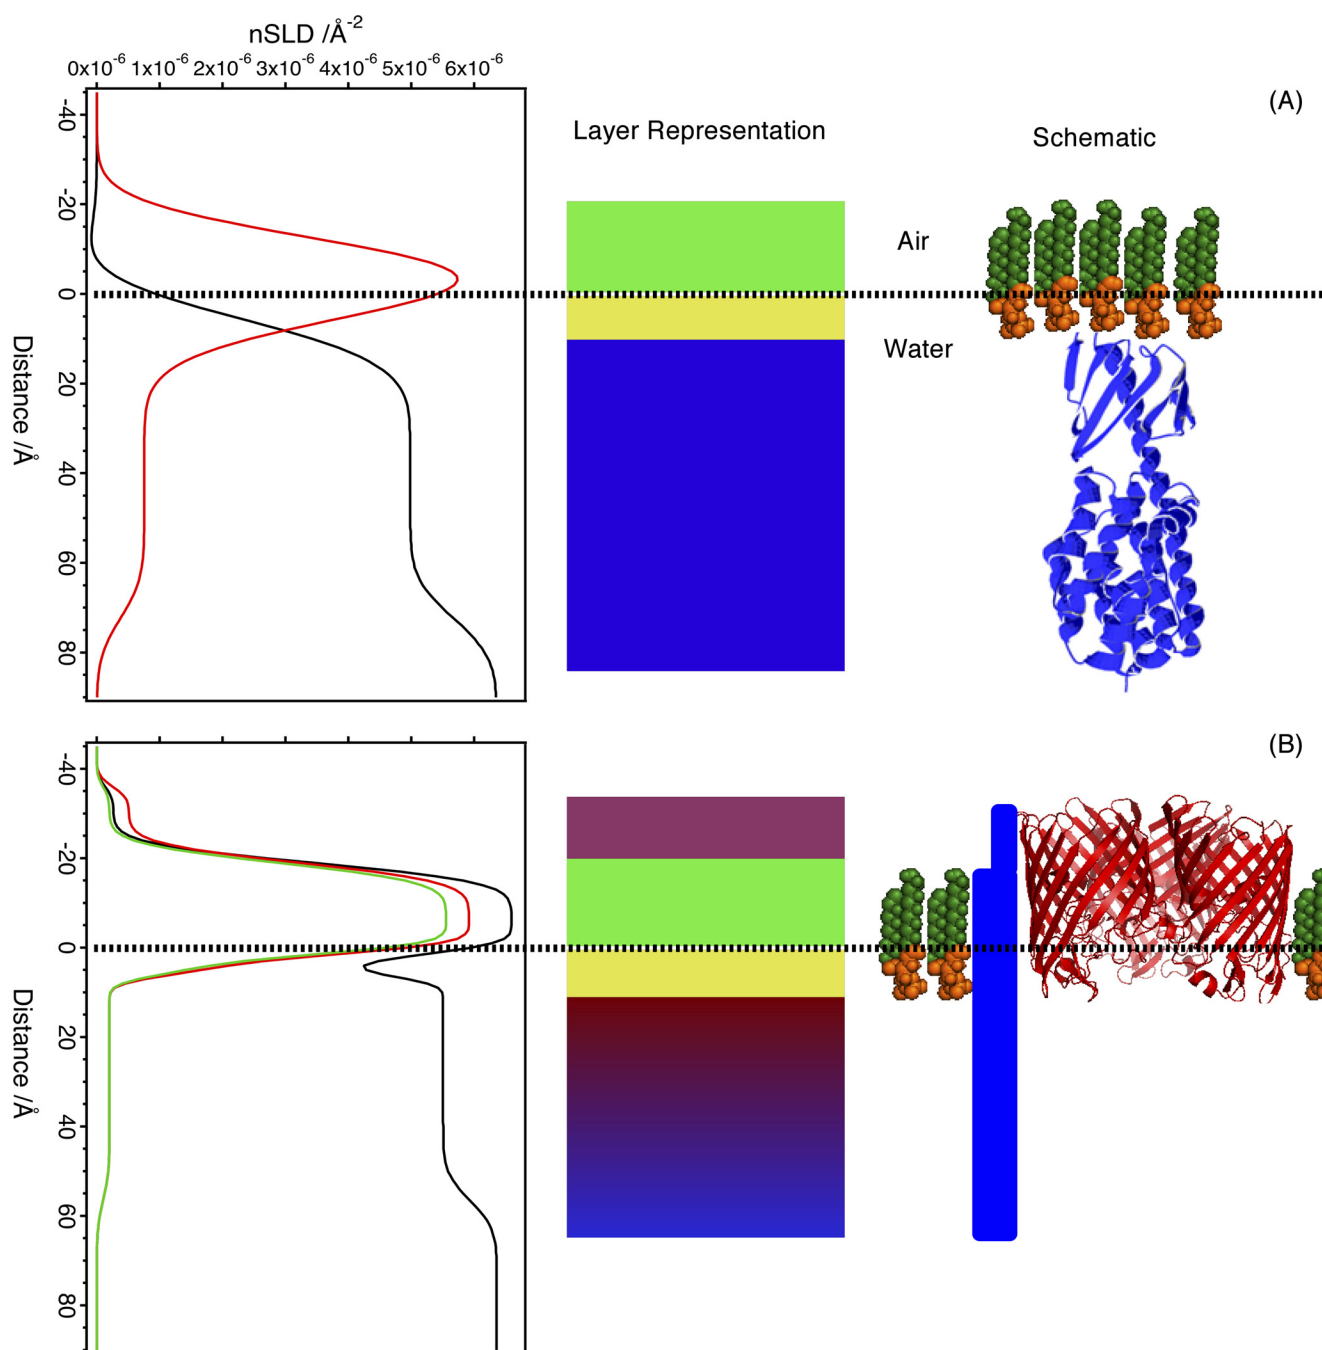 nSLD /Å-2
0x10-6 1x10-6 2x10-6 3x10-6 4x10-6 5x10-6 6x10-6
(A)
Layer Representation
Schematic
Air
Water
-40
-20
0
20
40
60
80
Distance /Å
(B)
-40
-20
0
20
40
60
80
Distance /Å